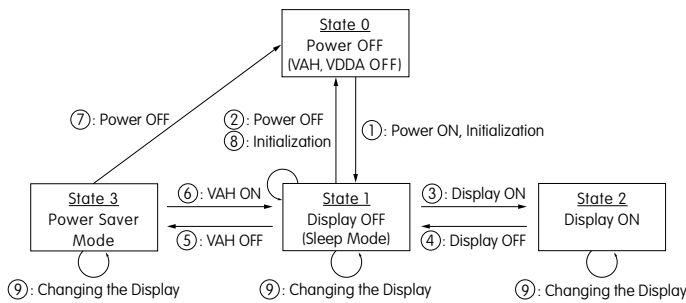 State 0
Power OFF
(VAH, VDDA OFF)
⑦: Power OFF
②: Power OFF
⑧: Initialization
①: Power ON, Initialization
State 3
Power Saver
Mode
⑥: VAH ON
⑤: VAH OFF
State 1
Display OFF
(Sleep Mode)
③: Display ON
④: Display OFF
State 2
Display ON
⑨: Changing the Display
⑨: Changing the Display
⑨: Changing the Display